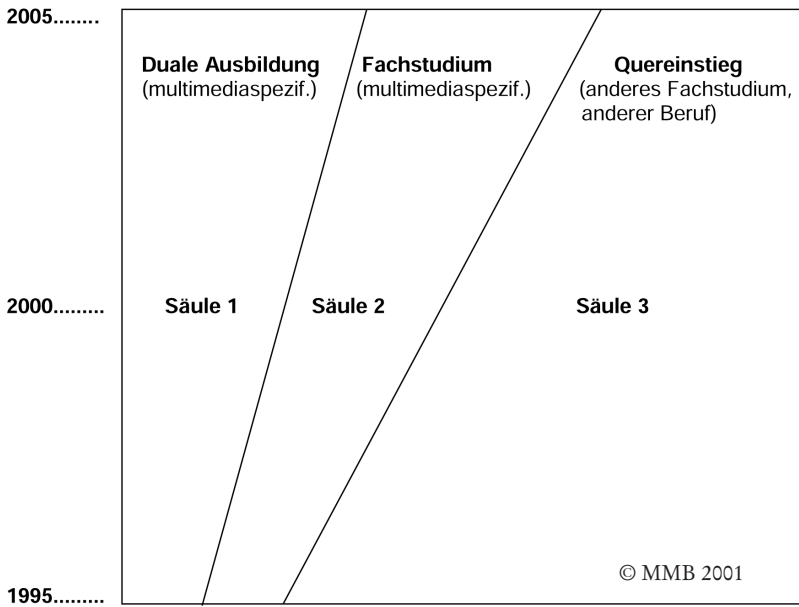 2005........
Duale Ausbildung
(multimediaspezif.)
Fachstudium
(multimediaspezif.)
Quereinstieg
(anderes Fachstudium,
anderer Beruf)
2000.........
Säule 1
Säule 2
Säule 3
© MMB 2001
1995.........